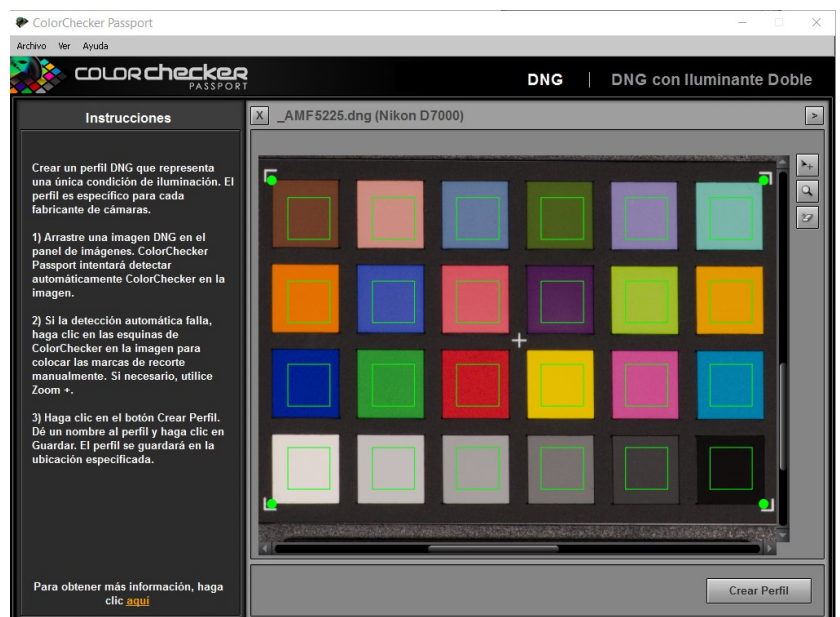 ColorChecker Passport
Archivo Ver Ayuda
COLOR checker
PASSPORT
DNG | DNG con Iluminante Doble
Instrucciones
X _AMF5225.dng (Nikon D7000) >
Crear un perfil DNG que representa
una única condición de iluminación. El
perfil es específico para cada
fabricante de cámaras.
1) Arrastre una imagen DNG en el
panel de imágenes. ColorChecker
Passport intentará detectar
automáticamente ColorChecker en la
imagen.
2) Si la detección automática falla,
haga clic en las esquinas de
ColorChecker en la imagen para
colocar las marcas de recorte
manualmente. Si necesario, utilice
Zoom +.
3) Haga clic en el botón Crear Perfil.
Dé un nombre al perfil y haga clic en
Guardar. El perfil se guardará en la
ubicación especificada.
Para obtener más información, haga
clic aquí
Crear Perfil